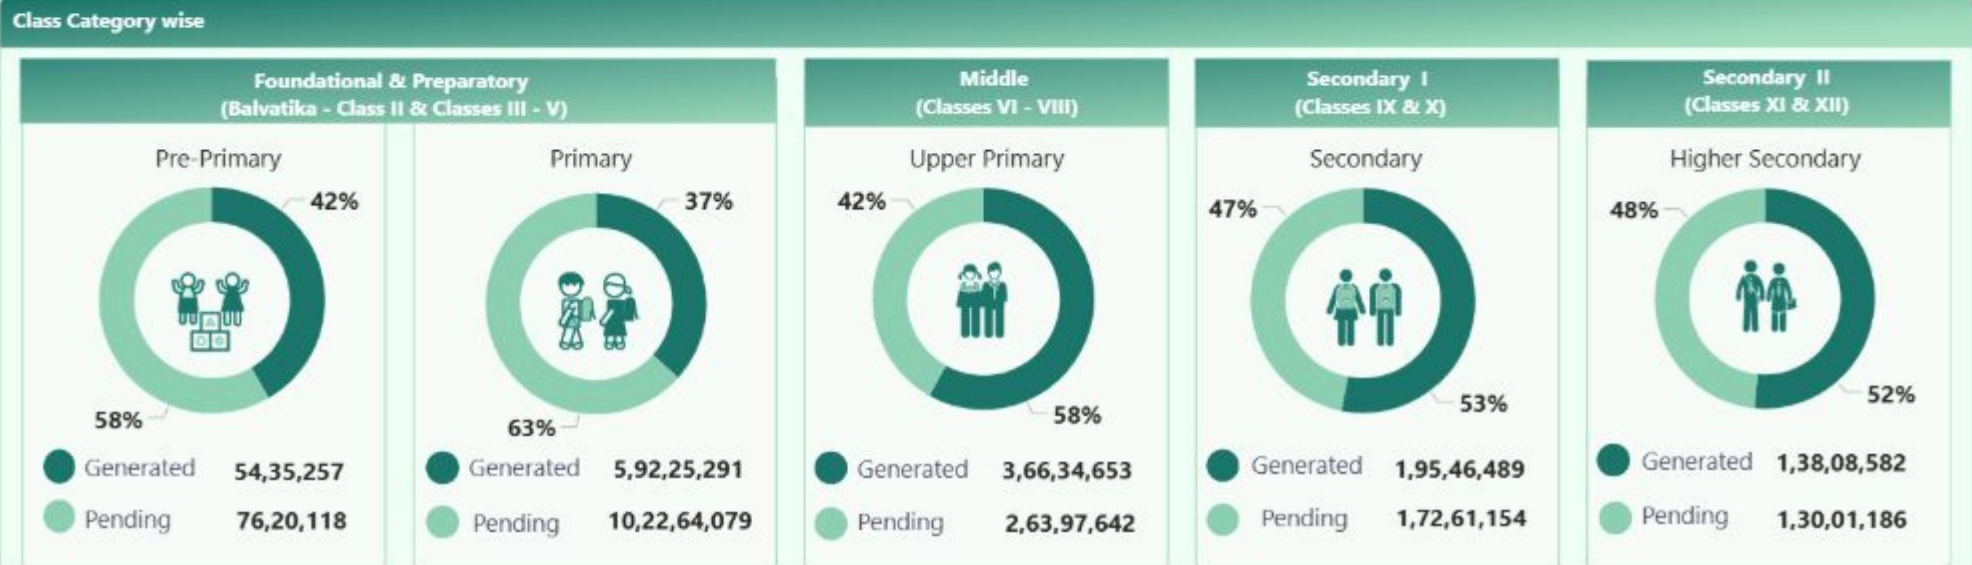 Class Category wise
Foundational & Preparatory
(Balvatika - Class II & Classes III - V)
Pre-Primary
42%
58%
Generated 54,35,257
Pending 76,20,118
Primary
37%
63%
Generated 5,92,25,291
Pending 10,22,64,079
Middle
(Classes VI - VIII)
Upper Primary
42%
58%
Generated 3,66,34,653
Pending 2,63,97,642
Secondary I
(Classes IX & X)
Secondary
47%
53%
Generated 1,95,46,489
Pending 1,72,61,154
Secondary II
(Classes XI & XII)
Higher Secondary
48%
52%
Generated 1,38,08,582
Pending 1,30,01,186